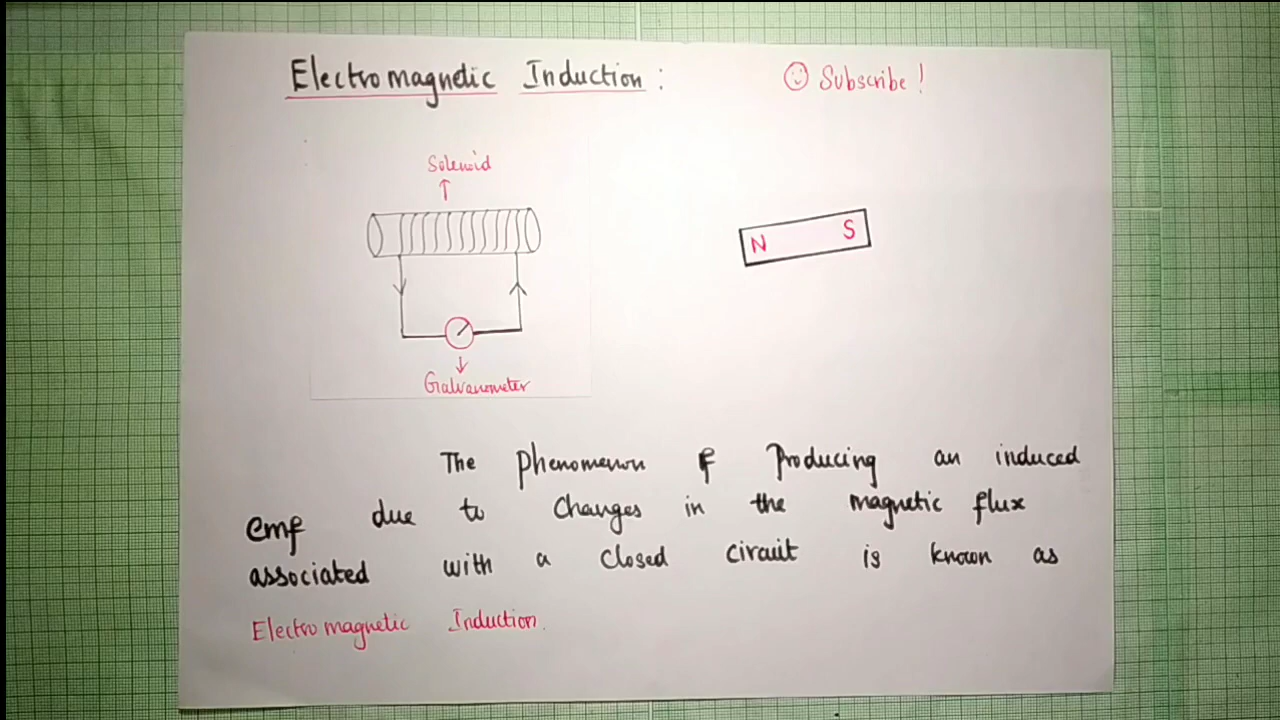 Electromagnetic Induction :
Subscribe !
Solenoid
N S
Galvanometer
The phenomenon of Producing an induced
emf due to changes in the magnetic flux
associated with a closed circuit is known as
Electromagnetic Induction.